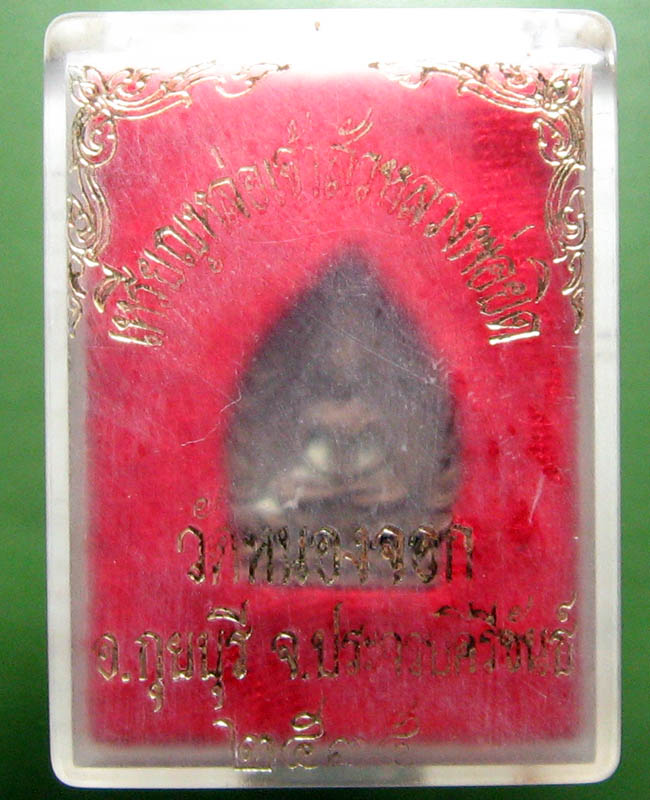 เหรียญหล่อเจ้าสัวหลวงพ่อปิด
วัดหนองจอก
อ.กุยบุรี จ.ประจวบคีรีขันธ์